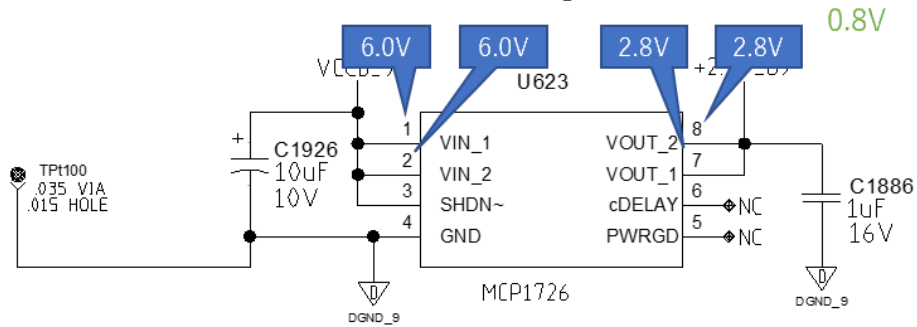 0.8V
6.0V 6.0V 2.8V 2.8V
U623
1 VIN_1 VOUT_2 8
2 VIN_2 VOUT_1 7
3 SHDN~ cDELAY 6 NC
4 GND PWRGD 5 NC
MCP1726
+ C1926
10uF
10V
TPt100
.035 VIA
.015 HOLE
C1886
1uF
16V
D
DGND_9
D
DGND_9